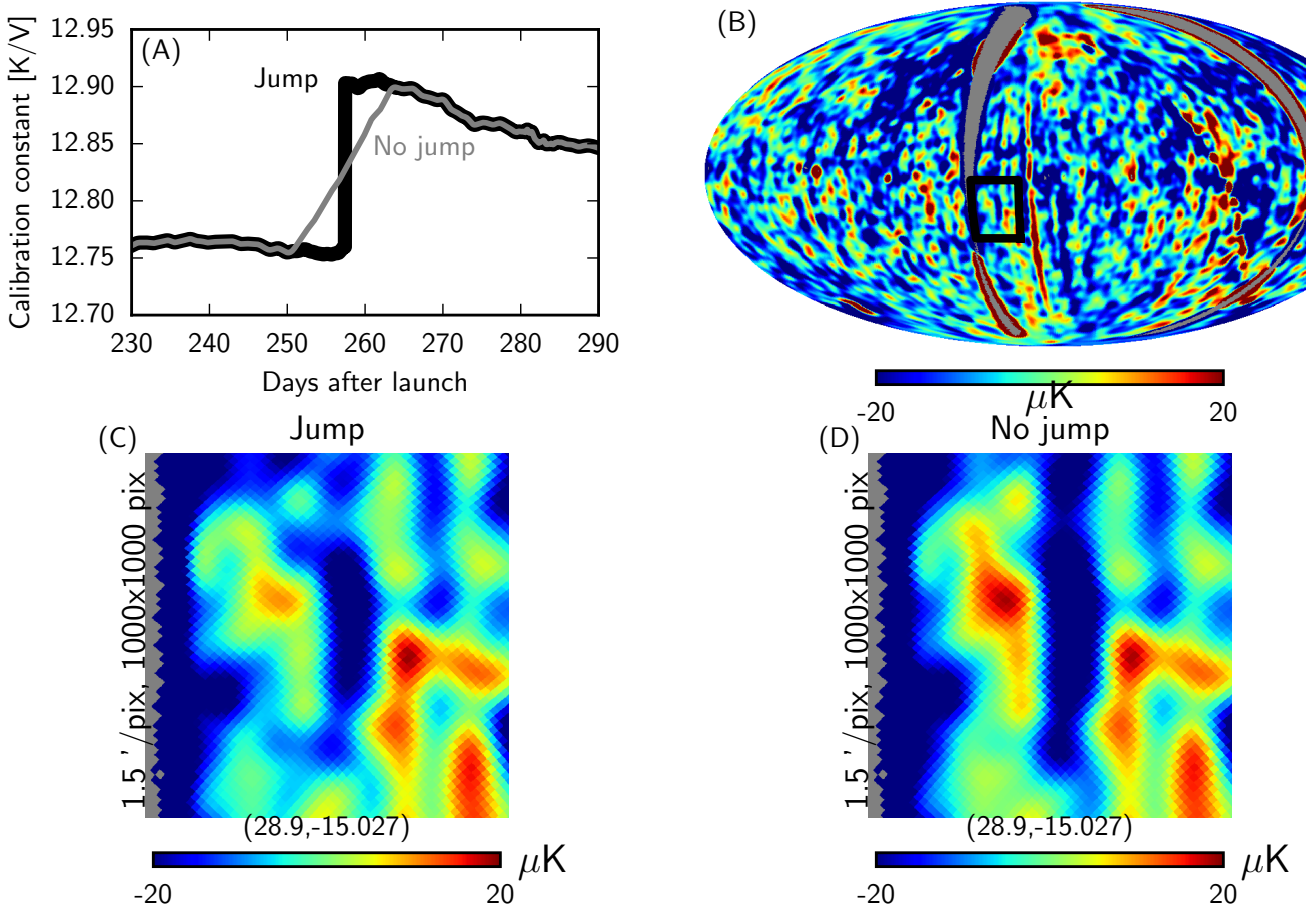 (A)
12.95
12.90
12.85
12.80
12.75
12.70
Calibration constant [K/V]
Jump
No jump
230 240 250 260 270 280 290
Days after launch
(B)
-20 μK 20
(C)
Jump
1.5 '/pix, 1000x1000 pix
(28.9,-15.027)
-20 20 μK
(D)
No jump
1.5 '/pix, 1000x1000 pix
(28.9,-15.027)
-20 20 μK